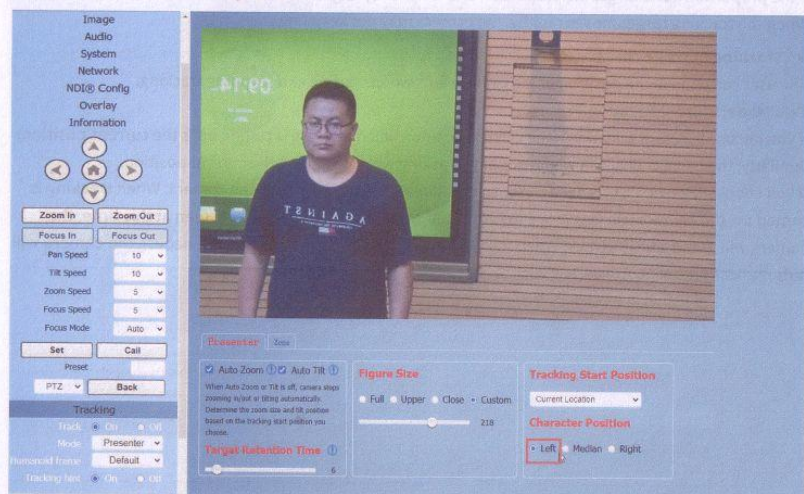 Image
Audio
System
Network
NDI® Config
Overlay
Information
Zoom In Zoom Out
Focus In Focus Out
Pan Speed 10
Tilt Speed 10
Zoom Speed 5
Focus Speed 5
Focus Mode Auto
Set Call
Preset
PTZ Back
Tracking
Track On Off
Mode Presenter
Humanoid frame Default
Tracking Hint On Off
09:14
AGAINST
Presenter Zone
Auto Zoom Auto Tilt
When Auto Zoom or Tilt is off, camera stops
zooming in/out or tilting automatically.
Determine the zoom size and tilt position
based on the tracking start position you
choose.
Target Retention Time
6
Figure Size
Full Upper Close Custom
218
Tracking Start Position
Current Location
Character Position
Left Median Right